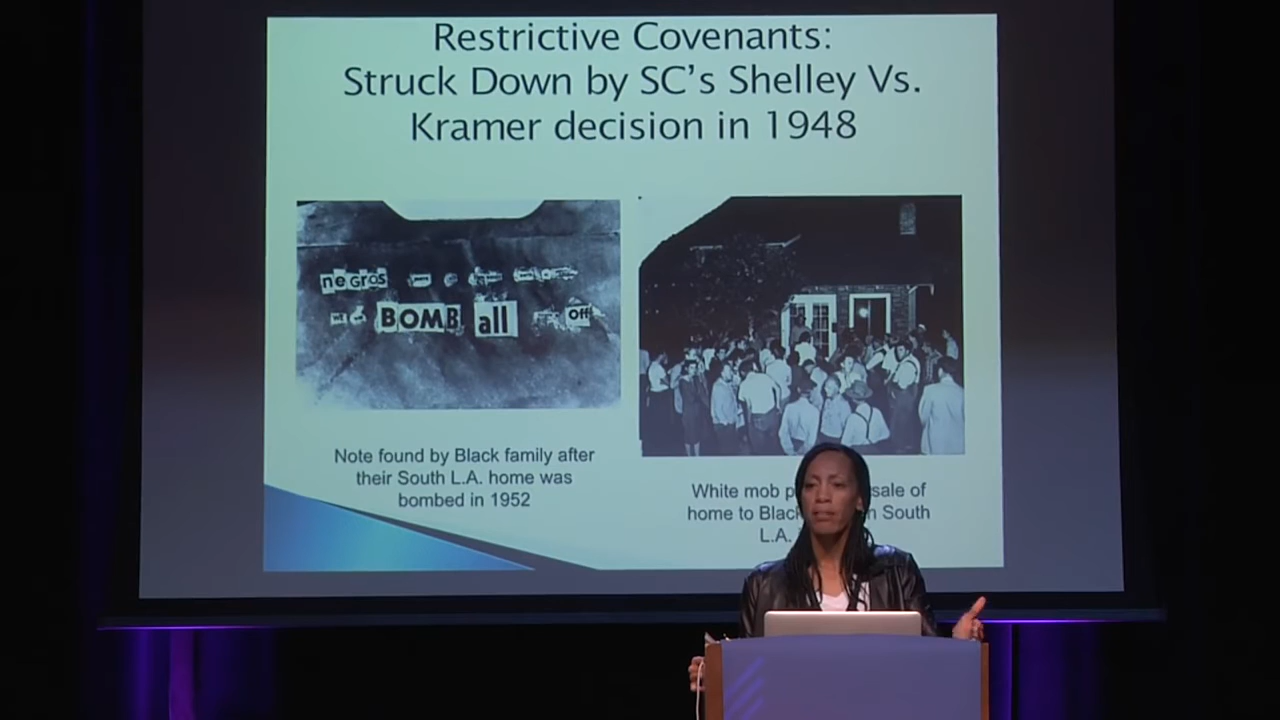 Restrictive Covenants:
Struck Down by SC's Shelley Vs.
Kramer decision in 1948
negros
BOMB all off
Note found by Black family after
their South L.A. home was
bombed in 1952
White mob sale of
home to Black South
L.A.